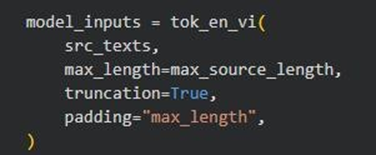 model_inputs = tok_en_vi(
    src_texts,
    max_length=max_source_length,
    truncation=True,
    padding="max_length",
)